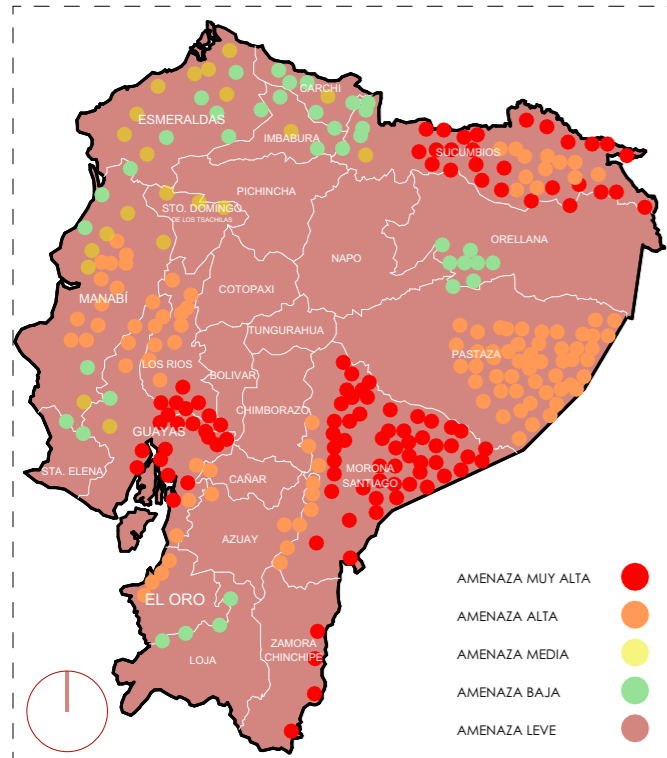 CARCHI
ESMERALDAS
IMBABURA
SUCUMBIOS
PICHINCHA
STO. DOMINGO
DE LOS TSACHILAS
ORELLANA
NAPO
COTOPAXI
MANABÍ
TUNGURAHUA
PASTAZA
LOS RIOS
BOLIVAR
CHIMBORAZO
GUAYAS
STA. ELENA
MORONA
SANTIAGO
CAÑAR
AZUAY
EL ORO
ZAMORA
CHINCHIPE
LOJA
AMENAZA MUY ALTA
AMENAZA ALTA
AMENAZA MEDIA
AMENAZA BAJA
AMENAZA LEVE